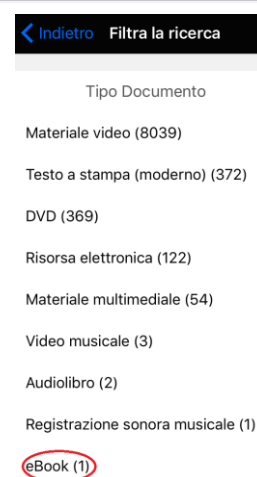 Indietro Filtra la ricerca
Tipo Documento
Materiale video (8039)
Testo a stampa (moderno) (372)
DVD (369)
Risorsa elettronica (122)
Materiale multimediale (54)
Video musicale (3)
Audiolibro (2)
Registrazione sonora musicale (1)
eBook (1)